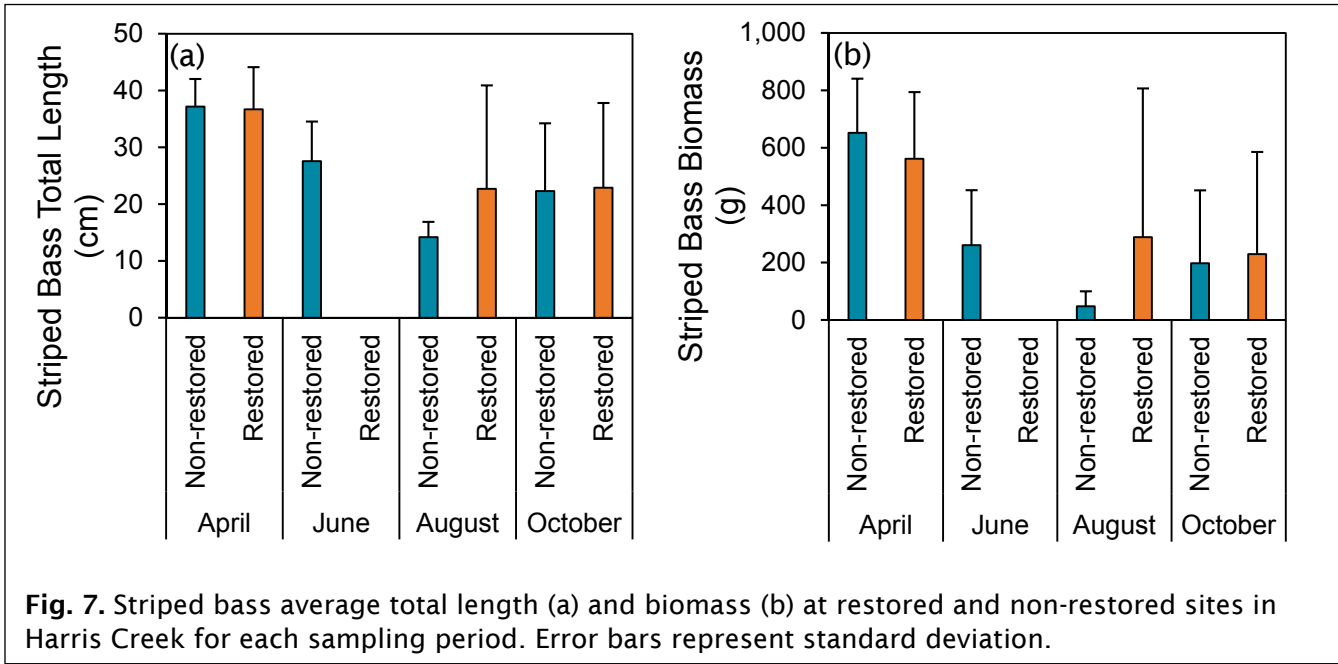 (a)
Striped Bass Total Length
(cm)
50
40
30
20
10
0
Non-restored
Restored
Non-restored
Restored
Non-restored
Restored
Non-restored
Restored
April
June
August
October
(b)
Striped Bass Biomass
(g)
1,000
800
600
400
200
0
Non-restored
Restored
Non-restored
Restored
Non-restored
Restored
Non-restored
Restored
April
June
August
October
Fig. 7. Striped bass average total length (a) and biomass (b) at restored and non-restored sites in
Harris Creek for each sampling period. Error bars represent standard deviation.